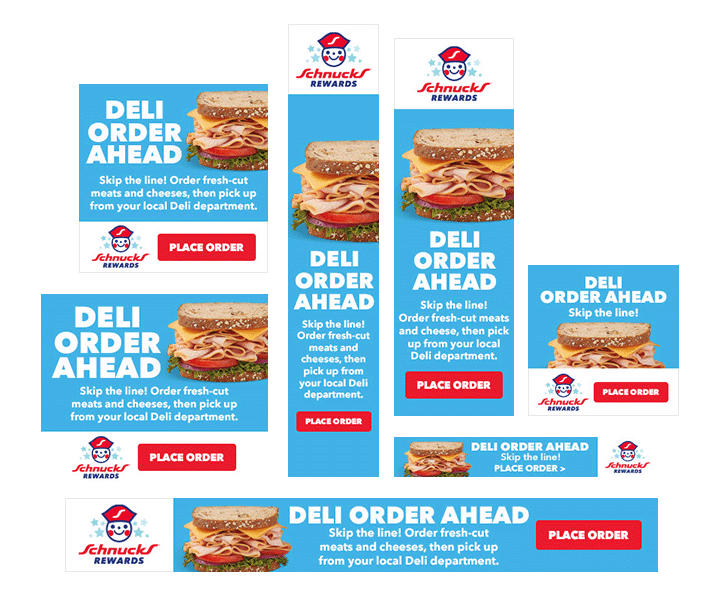 DELI
ORDER
AHEAD
Skip the line! Order fresh-cut
meats and cheeses, then pick up
from your local Deli department.
Schnucks
REWARDS
PLACE ORDER
Schnucks
REWARDS
DELI
ORDER
AHEAD
Skip the line!
Order fresh-cut
meats and
cheeses, then
pick up from
your local Deli
department.
PLACE ORDER
Schnucks
REWARDS
DELI
ORDER
AHEAD
Skip the line!
Order fresh-cut meats
and cheese, then pick
up from your local
Deli department.
PLACE ORDER
DELI
ORDER AHEAD
Skip the line!
Schnucks
REWARDS
PLACE ORDER
DELI
ORDER
AHEAD
Skip the line! Order fresh-cut
meats and cheeses, then pick up
from your local Deli department.
Schnucks
REWARDS
PLACE ORDER
DELI ORDER AHEAD
Skip the line!
PLACE ORDER >
Schnucks
REWARDS
Schnucks
REWARDS
DELI ORDER AHEAD
Skip the line! Order fresh-cut
meats and cheeses, then pick up
from your local Deli department.
PLACE ORDER